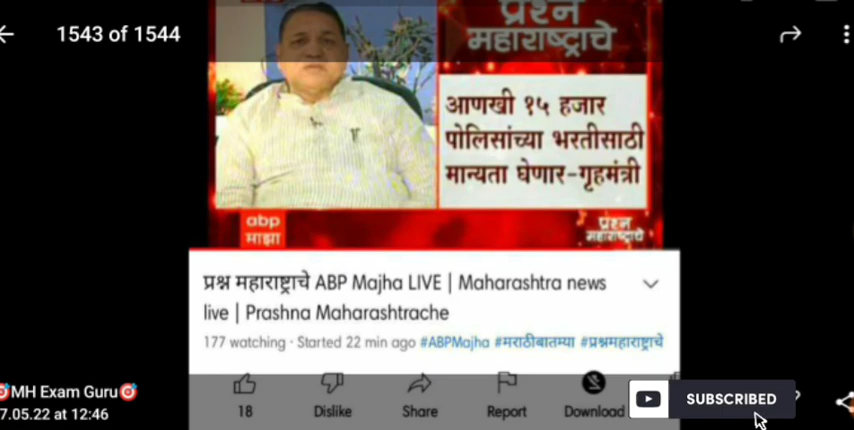 1543 of 1544
प्रश्न
महाराष्ट्राचे
आणखी १५ हजार
पोलिसांच्या भरतीसाठी
मान्यता घेणार-गृहमंत्री
abp
माझा
प्रश्न
महाराष्ट्राचे
प्रश्न महाराष्ट्राचे ABP Majha LIVE | Maharashtra news
live | Prashna Maharashtrache
177 watching · Started 22 min ago #ABPMajha #मराठीबातम्या #प्रश्नमहाराष्ट्राचे
18 Dislike Share Report Download
MH Exam Guru
7.05.22 at 12:46
SUBSCRIBED